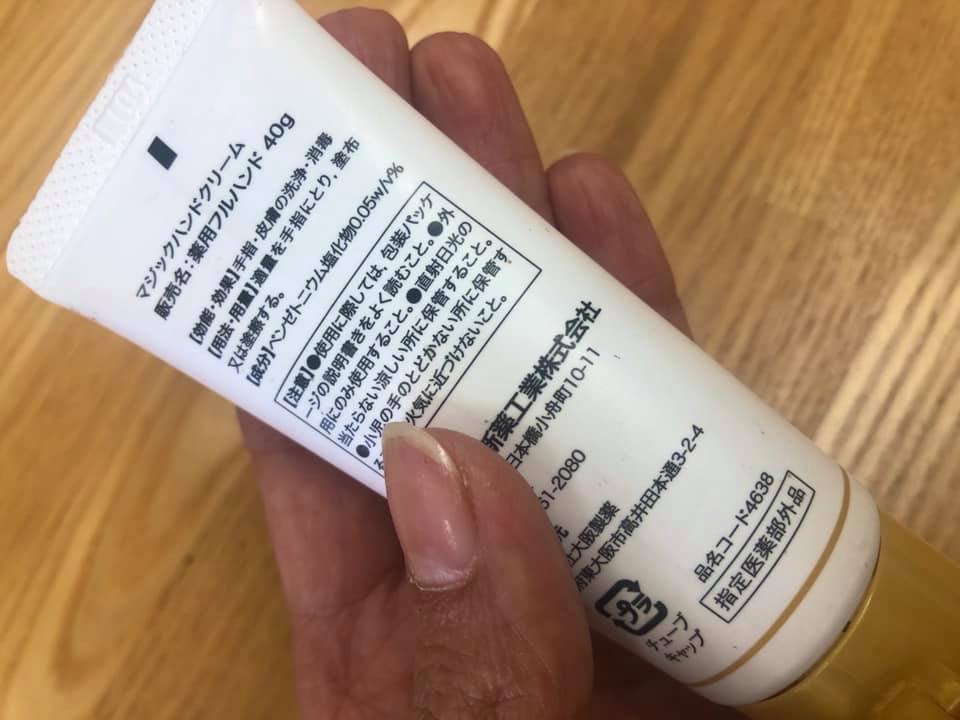 マジックハンドクリーム
販売名：薬用フルハンド 40g
【効能・効果】手指・皮膚の洗浄・消毒
【用法・用量】適量を手指にとり、塗布
又は塗擦する。
【成分】ベンゼトニウム塩化物0.05w/v%
【注意】●使用に際しては、包装パッケ
ージの説明書きをよく読むこと。●外
用にのみ使用すること。●直射日光の
当たらない涼しい所に保管すること。
●小児の手のとどかない所に保管す
火気に近づけないこと。
新薬工業株式会社
日本橋小舟町10-11
61-2080
元
大阪製薬
東大阪市高井田本通3-2-4
プラ
チューブ
キャップ
品名コード4638
指定医薬部外品